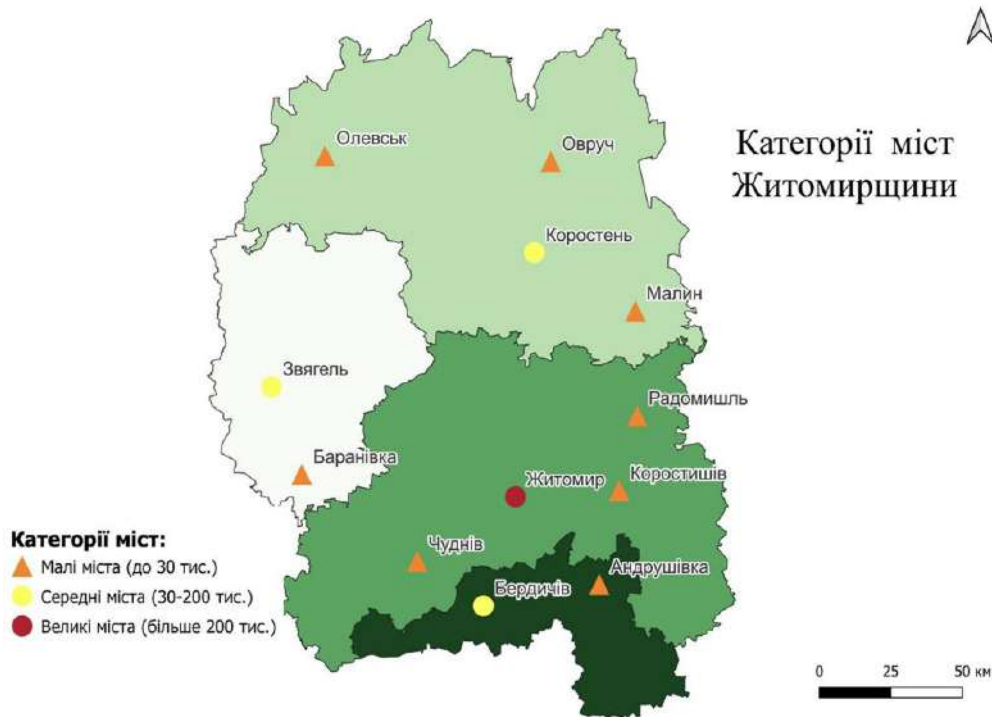 Категорії міст
Житомирщини
Олевськ
Овруч
Коростень
Малин
Звягель
Радомишль
Баранівка
Житомир
Коростишів
Чуднів
Андрушівка
Бердичів
Категорії міст:
Малі міста (до 30 тис.)
Середні міста (30-200 тис.)
Великі міста (більше 200 тис.)
0 25 50 км